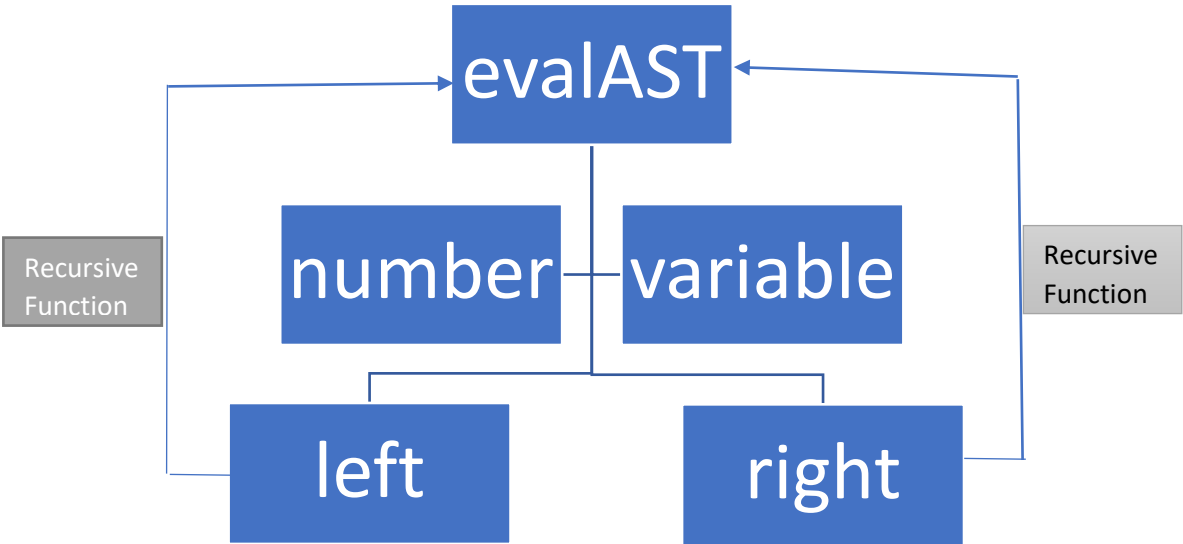 evalAST
number
variable
Recursive
Function
Recursive
Function
left
right